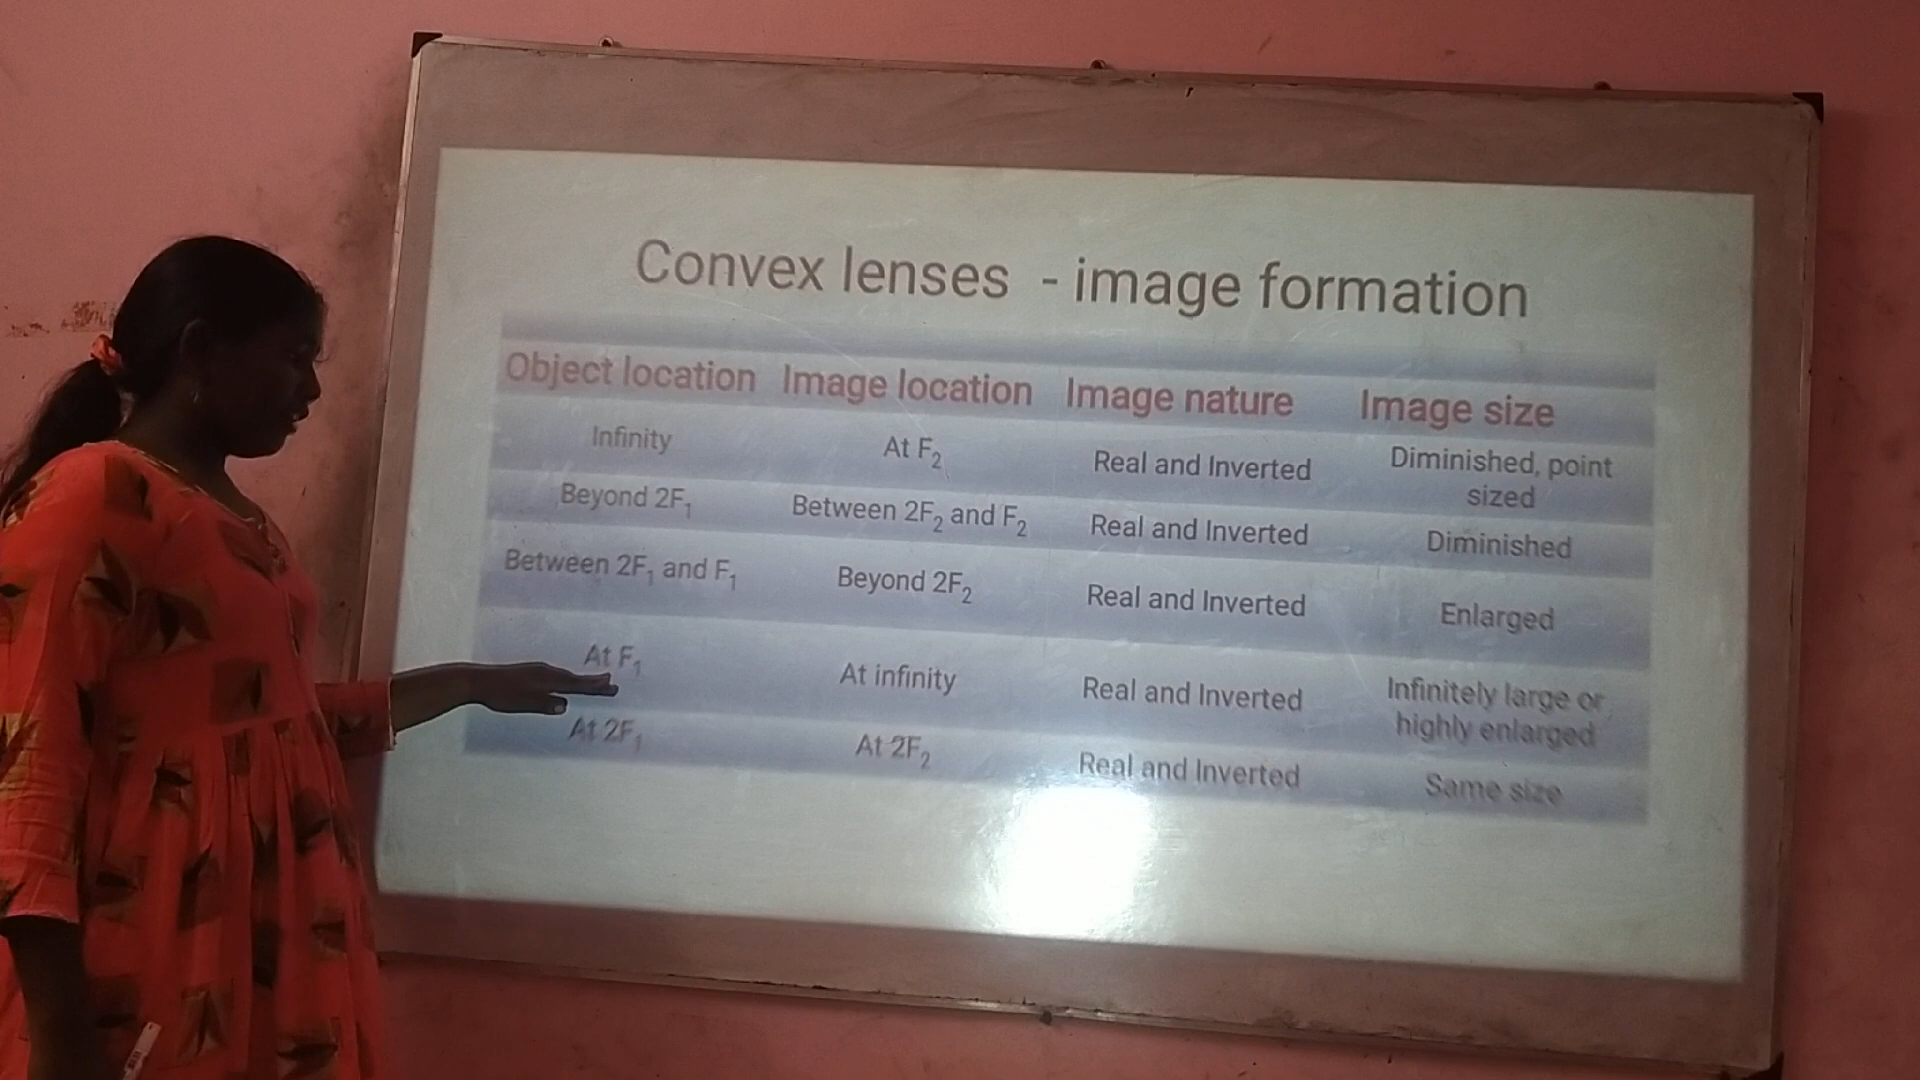 Convex lenses - image formation
Object location Image location Image nature Image size
Infinity At F2 Real and Inverted Diminished, point sized
Beyond 2F1 Between 2F2 and F2 Real and Inverted Diminished
Between 2F1 and F1 Beyond 2F2 Real and Inverted Enlarged
At F1 At infinity Real and Inverted Infinitely large or highly enlarged
At 2F1 At 2F2 Real and Inverted Same size